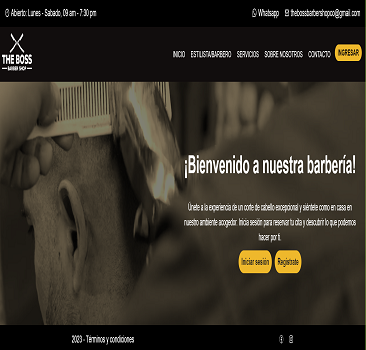 Abierto: Lunes - Sabado, 09 am - 7:30 pm
Whatsapp thebossbarbershopco@gmail.com
THE BOSS
BARBER SHOP
INICIO ESTILISTA/BARBERO SERVICIOS SOBRE NOSOTROS CONTACTO INGRESAR
¡Bienvenido a nuestra barbería!
Únete a la experiencia de un corte de cabello excepcional y siéntete como en casa en
nuestro ambiente acogedor. Inicia sesión para reservar tu cita y descubrir lo que podemos
hacer por ti.
Iniciar sesión Registrate
2023 - Términos y condiciones